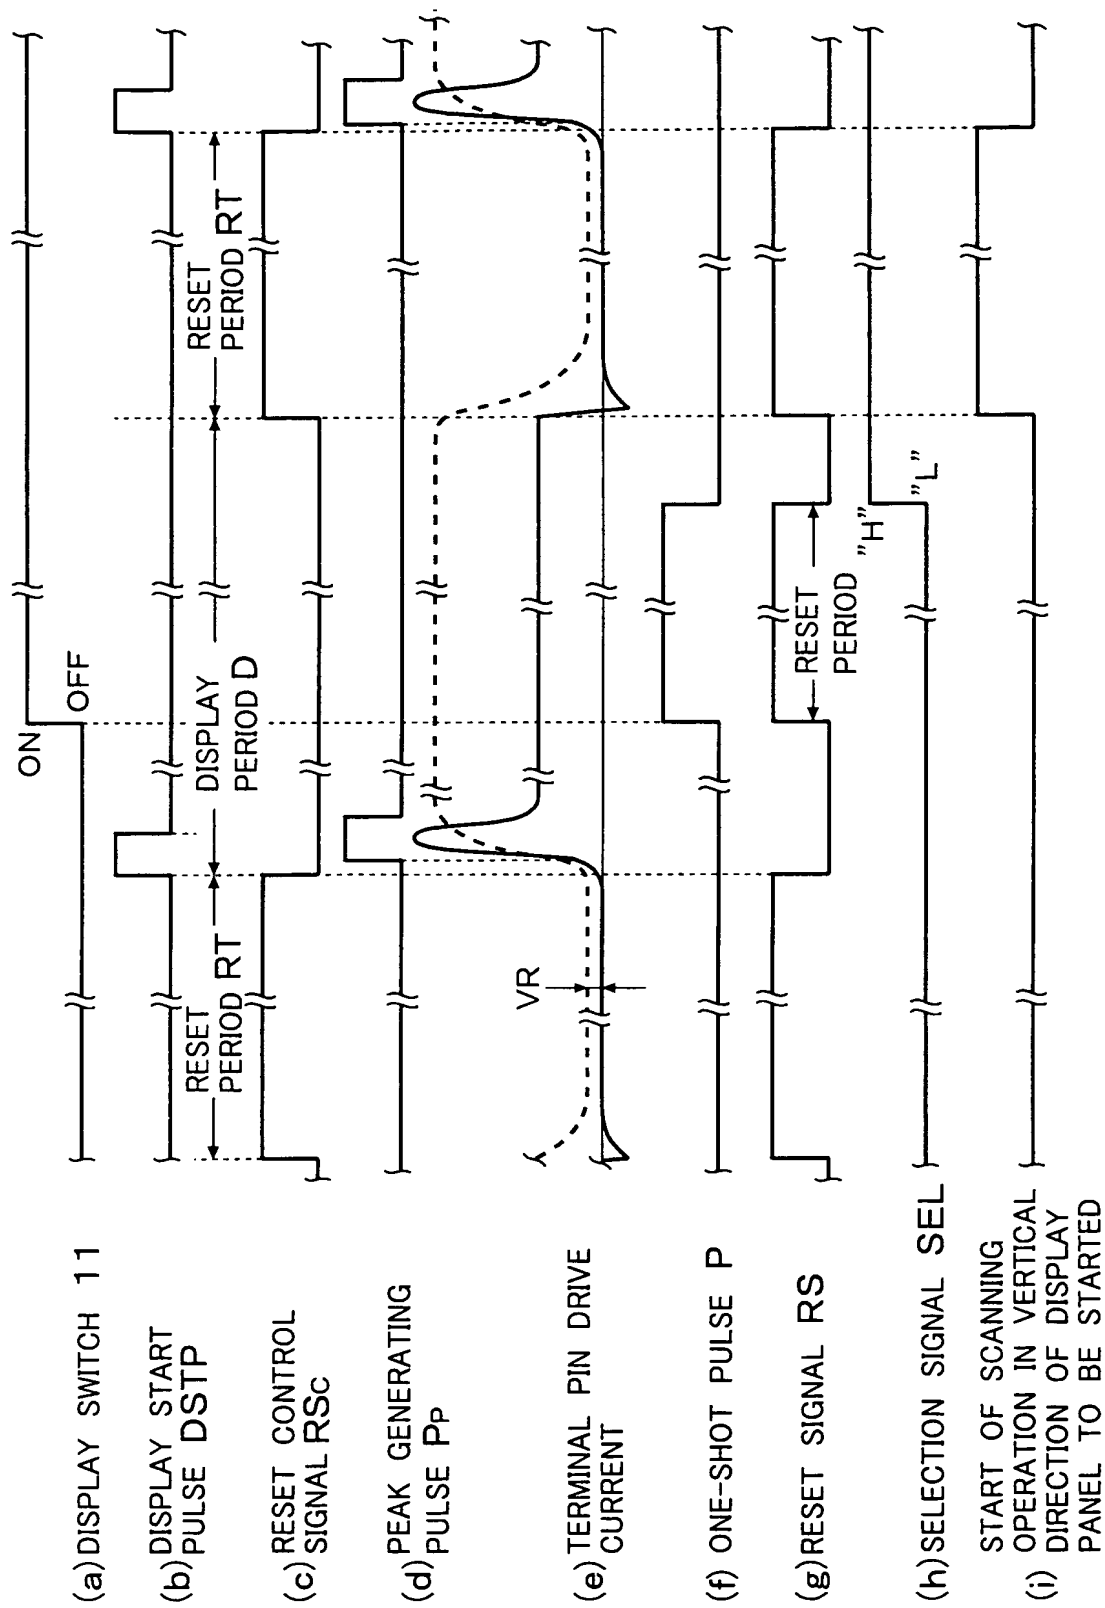 (a)DISPLAY SWITCH 11
ON
OFF
(b)DISPLAY START
PULSE DSTP
RESET
PERIOD RT
DISPLAY
PERIOD D
RESET
PERIOD RT
(c)RESET CONTROL
SIGNAL RSC
(d)PEAK GENERATING
PULSE PP
(e)TERMINAL PIN DRIVE
CURRENT
VR
(f) ONE-SHOT PULSE P
(g)RESET SIGNAL RS
RESET
PERIOD
(h)SELECTION SIGNAL SEL
"H"
"L"
(i)START OF SCANNING
OPERATION IN VERTICAL
DIRECTION OF DISPLAY
PANEL TO BE STARTED